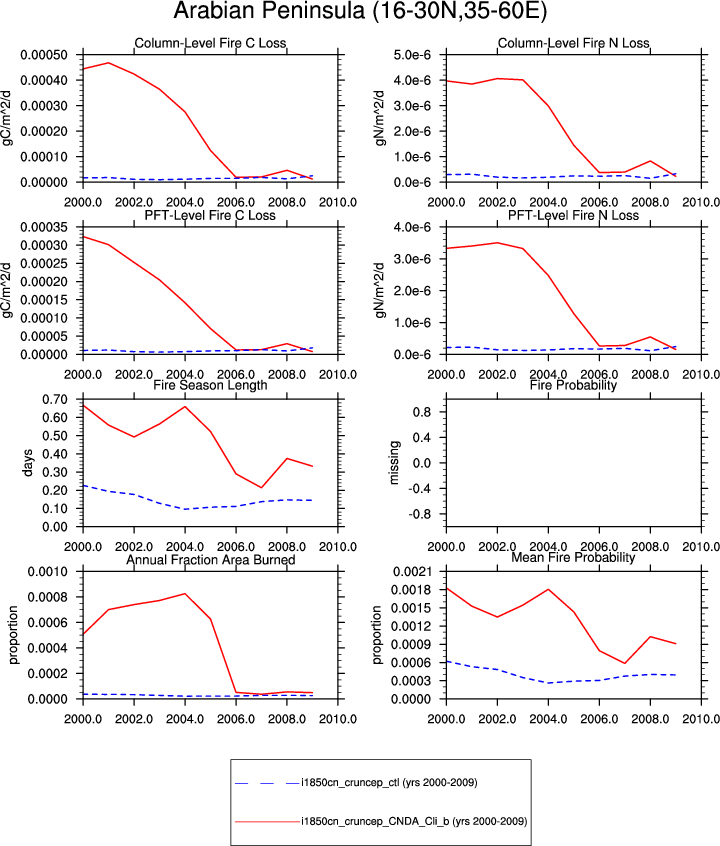 Arabian Peninsula (16-30N,35-60E)
Column-Level Fire C Loss
gC/m^2/d
0.00050
0.00040
0.00030
0.00020
0.00010
0.00000
2000.0 2002.0 2004.0 2006.0 2008.0 2010.0
Column-Level Fire N Loss
gN/m^2/d
5.0e-6
4.0e-6
3.0e-6
2.0e-6
1.0e-6
0.0e-6
2000.0 2002.0 2004.0 2006.0 2008.0 2010.0
PFT-Level Fire C Loss
gC/m^2/d
0.00035
0.00030
0.00025
0.00020
0.00015
0.00010
0.00005
0.00000
2000.0 2002.0 2004.0 2006.0 2008.0 2010.0
PFT-Level Fire N Loss
gN/m^2/d
4.0e-6
3.0e-6
2.0e-6
1.0e-6
0.0e-6
2000.0 2002.0 2004.0 2006.0 2008.0 2010.0
Fire Season Length
days
0.70
0.60
0.50
0.40
0.30
0.20
0.10
0.00
2000.0 2002.0 2004.0 2006.0 2008.0 2010.0
Fire Probability
missing
0.8
0.4
0.0
-0.4
-0.8
2000.0 2002.0 2004.0 2006.0 2008.0 2010.0
Annual Fraction Area Burned
proportion
0.0010
0.0008
0.0006
0.0004
0.0002
0.0000
2000.0 2002.0 2004.0 2006.0 2008.0 2010.0
Mean Fire Probability
proportion
0.0021
0.0018
0.0015
0.0012
0.0009
0.0006
0.0003
0.0000
2000.0 2002.0 2004.0 2006.0 2008.0 2010.0
i1850cn_cruncep_ctl (yrs 2000-2009)
i1850cn_cruncep_CNDA_Cli_b (yrs 2000-2009)